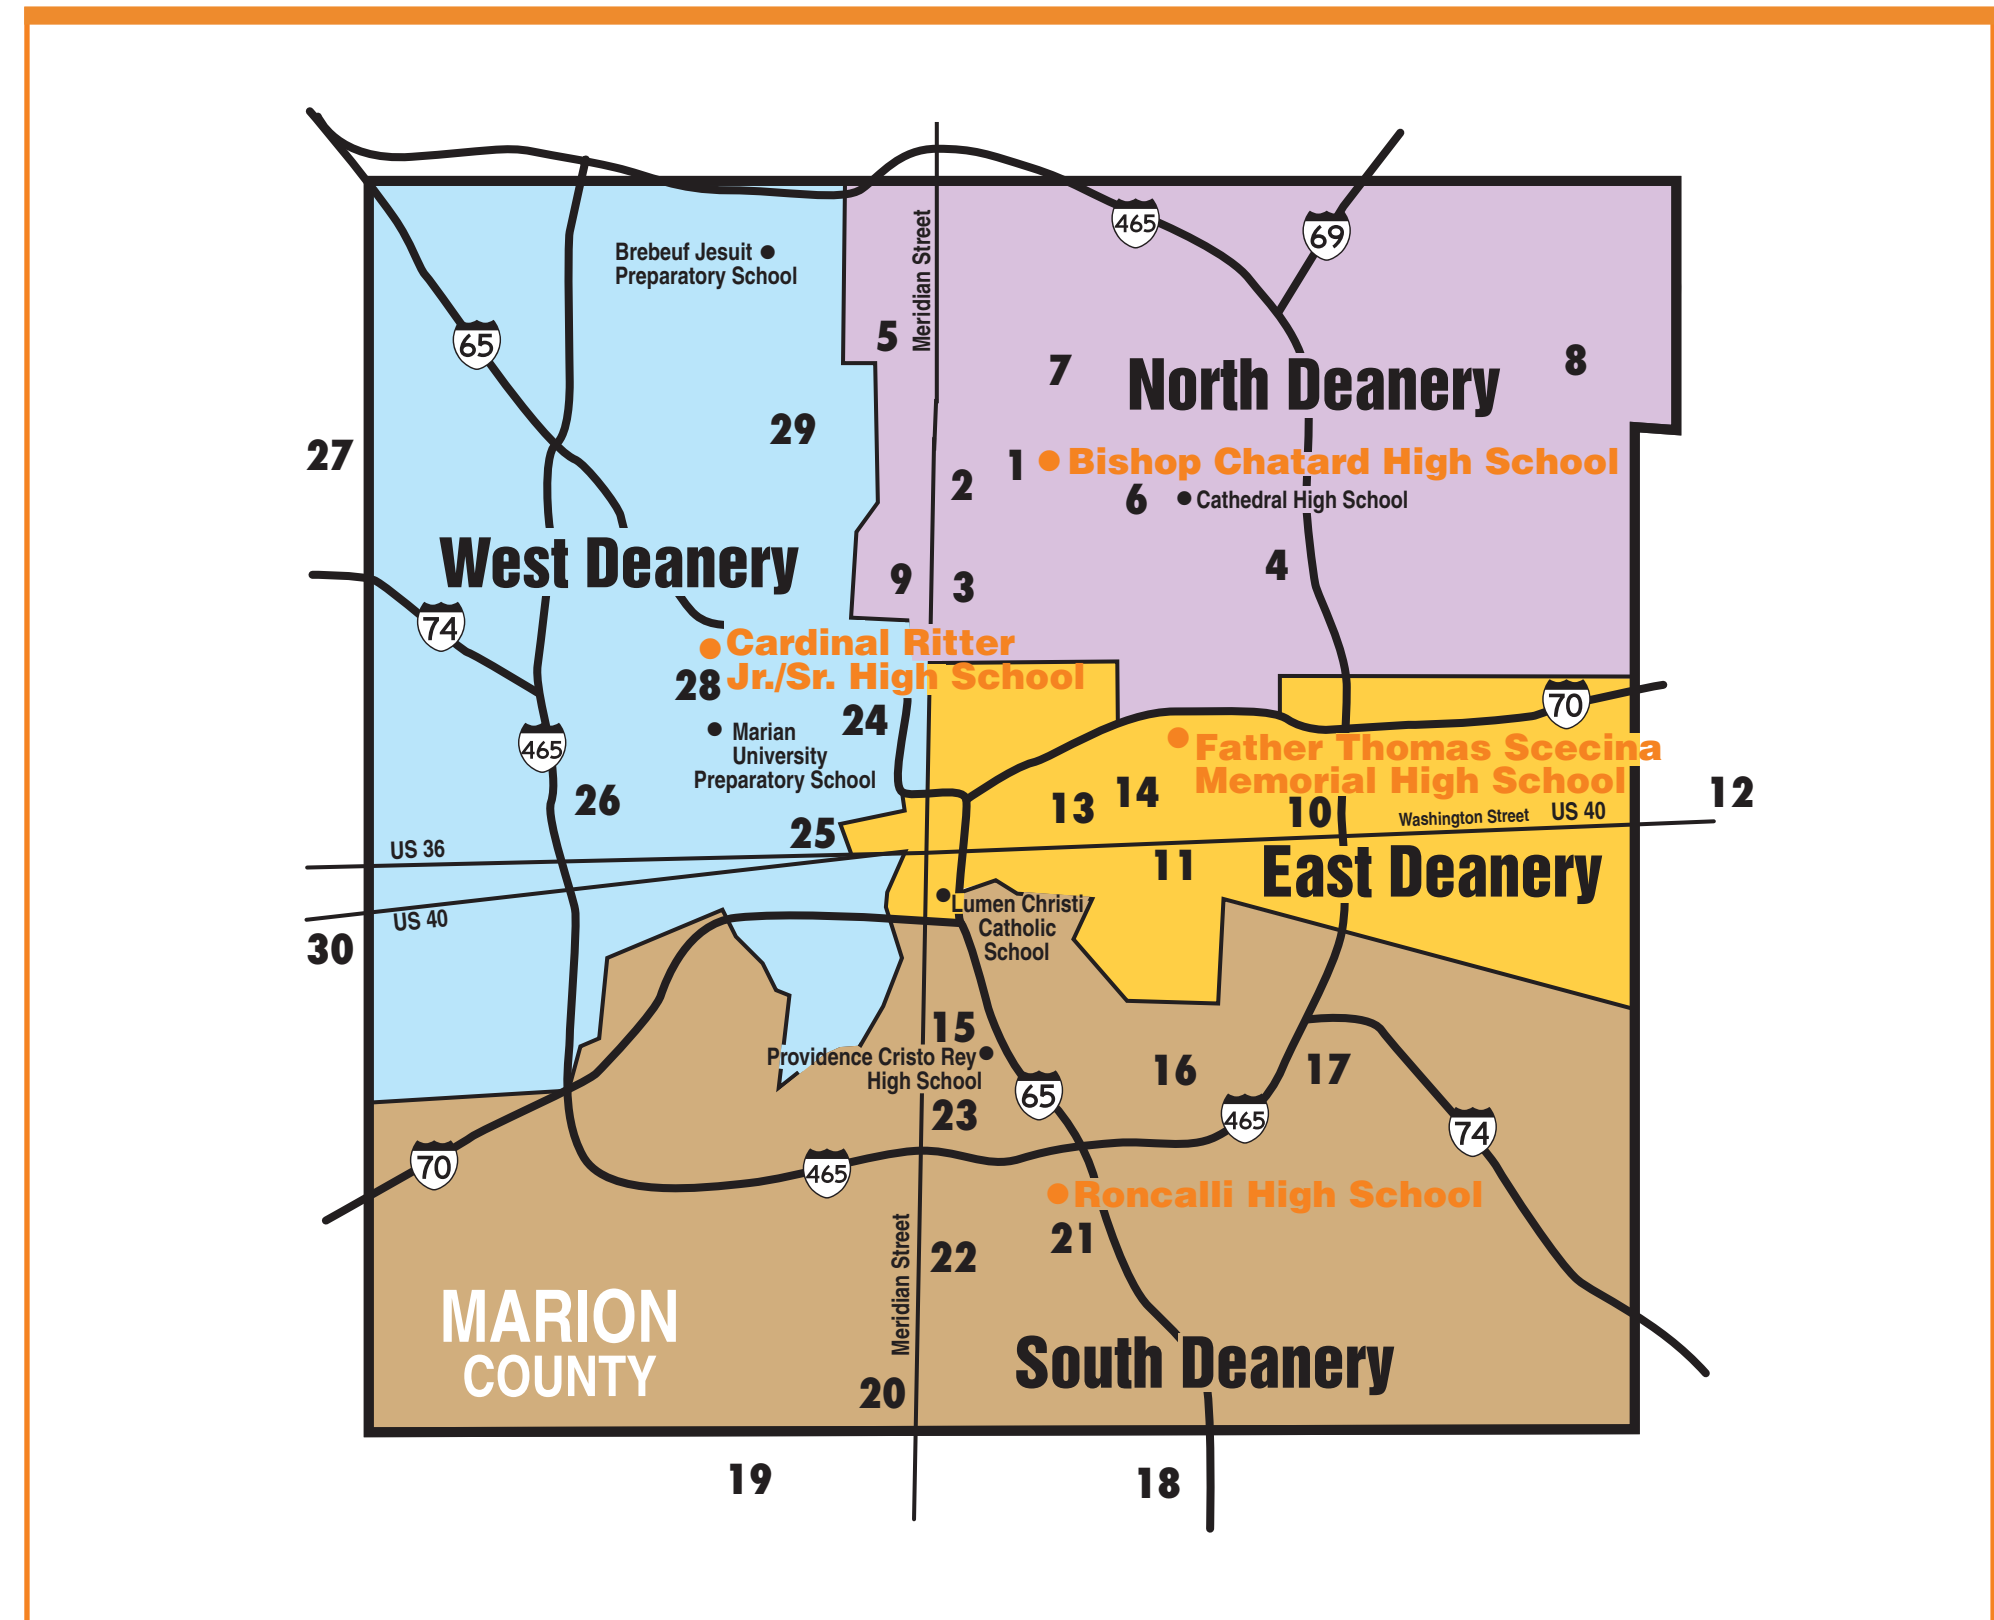 465
69
Brebeuf Jesuit
Preparatory School
Meridian Street
65
5
7
North Deanery
8
29
27
1
Bishop Chatard High School
2
6
Cathedral High School
West Deanery
4
9
3
74
Cardinal Ritter
Jr./Sr. High School
28
70
24
Marian
University
Preparatory School
465
Father Thomas Scecina
Memorial High School
26
13
14
10
12
Washington Street
US 40
25
US 36
11
East Deanery
US 40
Lumen Christi
Catholic
School
30
15
Providence Cristo Rey
High School
16
17
65
23
465
74
70
465
Roncalli High School
21
22
Meridian Street
MARION
COUNTY
South Deanery
20
19
18